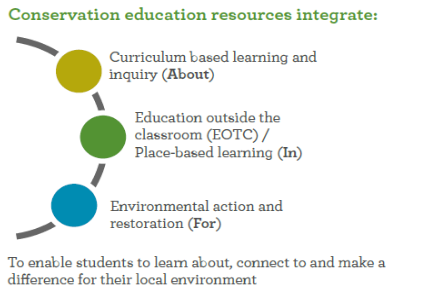 Conservation education resources integrate:
Curriculum based learning and
inquiry (About)
Education outside the
classroom (EOTC) /
Place-based learning (In)
Environmental action and
restoration (For)
To enable students to learn about, connect to and make a
difference for their local environment